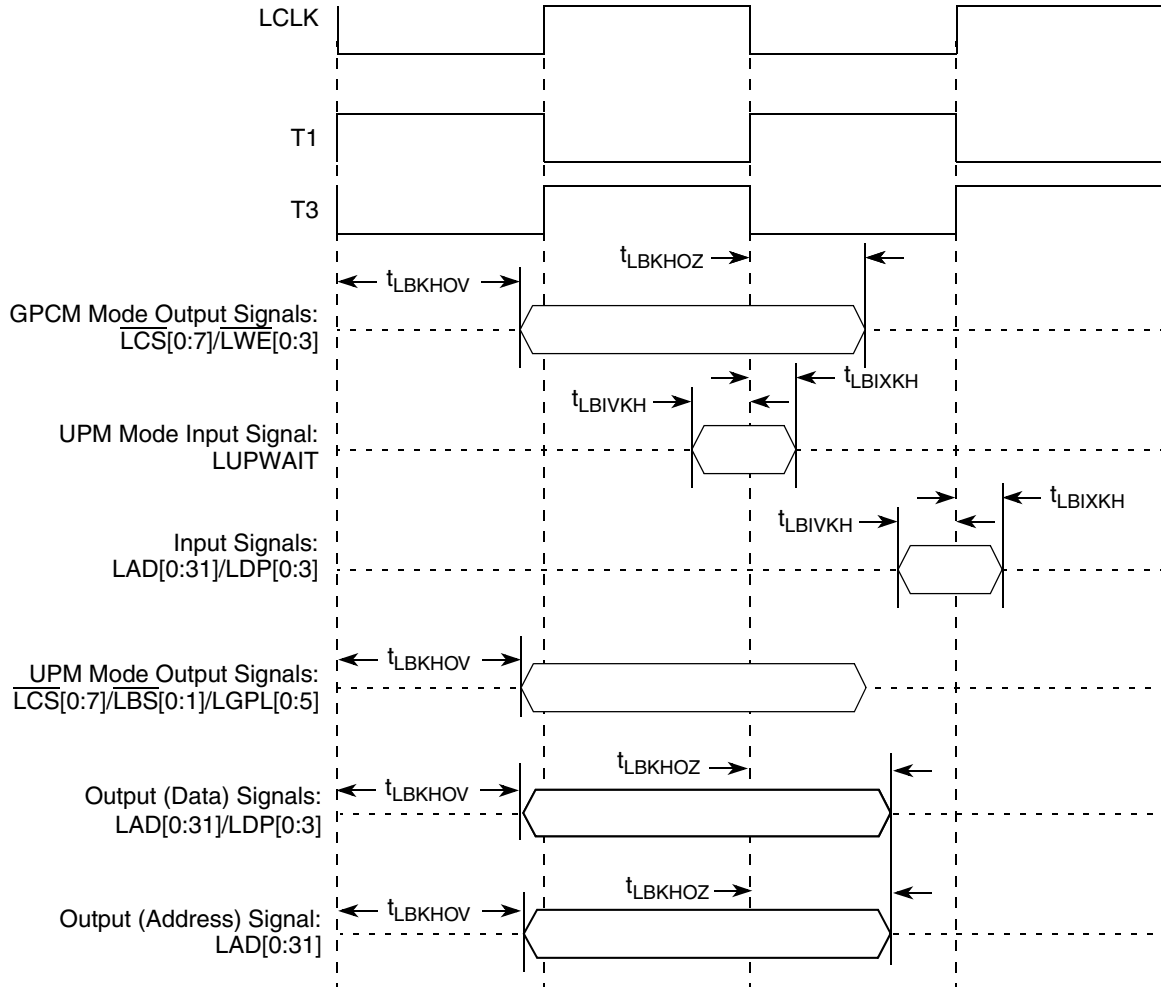 LCLK
T1
T3
tLBKHOZ
tLBKHOV
GPCM Mode Output Signals:
LCS[0:7]/LWE[0:3]
tLBIXKH
tLBIVKH
UPM Mode Input Signal:
LUPWAIT
tLBIXKH
tLBIVKH
Input Signals:
LAD[0:31]/LDP[0:3]
tLBKHOV
UPM Mode Output Signals:
LCS[0:7]/LBS[0:1]/LGPL[0:5]
tLBKHOZ
tLBKHOV
Output (Data) Signals:
LAD[0:31]/LDP[0:3]
tLBKHOZ
tLBKHOV
Output (Address) Signal:
LAD[0:31]